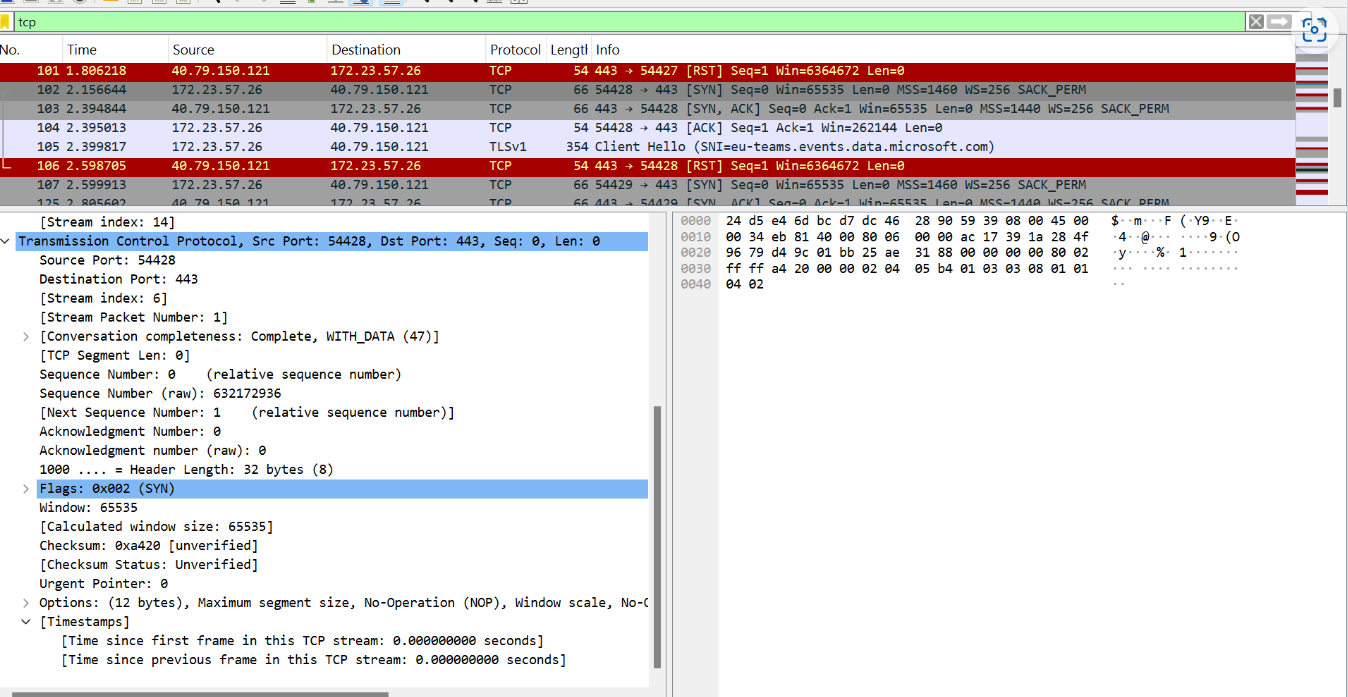 tcp
No. Time Source Destination Protocol Lengtl Info
101 1.806218 40.79.150.121 172.23.57.26 TCP 54 443 → 54427 [RST] Seq=1 Win=6364672 Len=0
102 2.156644 172.23.57.26 40.79.150.121 TCP 66 54428 → 443 [SYN] Seq=0 Win=65535 Len=0 MSS=1460 WS=256 SACK_PERM
103 2.394844 40.79.150.121 172.23.57.26 TCP 66 443 → 54428 [SYN, ACK] Seq=0 Ack=1 Win=65535 Len=0 MSS=1440 WS=256 SACK_PERM
104 2.395013 172.23.57.26 40.79.150.121 TCP 54 54428 → 443 [ACK] Seq=1 Ack=1 Win=262144 Len=0
105 2.399817 172.23.57.26 40.79.150.121 TLSv1 354 Client Hello (SNI=eu-teams.events.data.microsoft.com)
106 2.598705 40.79.150.121 172.23.57.26 TCP 54 443 → 54428 [RST] Seq=1 Win=6364672 Len=0
107 2.599913 172.23.57.26 40.79.150.121 TCP 66 54429 → 443 [SYN] Seq=0 Win=65535 Len=0 MSS=1460 WS=256 SACK_PERM
125 2.805602 40.79.150.121 172.23.57.26 TCP 66 443 → 54429 [SYN, ACK] Seq=0 Ack=1 Win=65535 Len=0 MSS=1440 WS=256 SACK_PERM
[Stream index: 14]
Transmission Control Protocol, Src Port: 54428, Dst Port: 443, Seq: 0, Len: 0
Source Port: 54428
Destination Port: 443
[Stream index: 6]
[Stream Packet Number: 1]
[Conversation completeness: Complete, WITH_DATA (47)]
[TCP Segment Len: 0]
Sequence Number: 0 (relative sequence number)
Sequence Number (raw): 632172936
[Next Sequence Number: 1 (relative sequence number)]
Acknowledgment Number: 0
Acknowledgment number (raw): 0
1000 .... = Header Length: 32 bytes (8)
Flags: 0x002 (SYN)
Window: 65535
[Calculated window size: 65535]
Checksum: 0xa420 [unverified]
[Checksum Status: Unverified]
Urgent Pointer: 0
Options: (12 bytes), Maximum segment size, No-Operation (NOP), Window scale, No-O
[Timestamps]
[Time since first frame in this TCP stream: 0.000000000 seconds]
[Time since previous frame in this TCP stream: 0.000000000 seconds]
0000 24 d5 e4 6d bc d7 dc 46 28 90 59 39 08 00 45 00 $··m···F (·Y9··E·
0010 00 34 eb 81 40 00 80 06 00 00 ac 17 39 1a 28 4f ·4··@··· ····9·(O
0020 96 79 d4 9c 01 bb 25 ae 31 88 00 00 00 00 80 02 ·y····%· 1·······
0030 ff ff a4 20 00 00 02 04 05 b4 01 03 03 08 01 01 ··· ···· ········
0040 04 02 ··